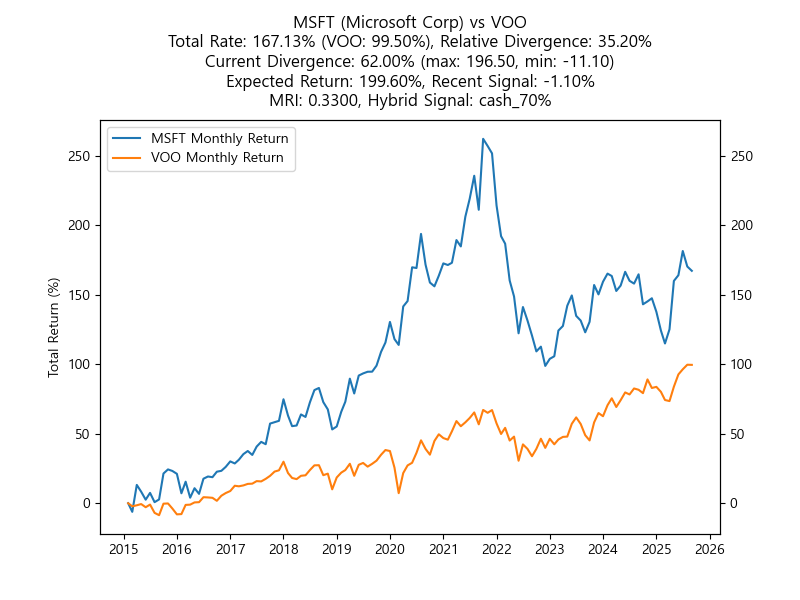 MSFT (Microsoft Corp) vs VOO
Total Rate: 167.13% (VOO: 99.50%), Relative Divergence: 35.20%
Current Divergence: 62.00% (max: 196.50, min: -11.10)
Expected Return: 199.60%, Recent Signal: -1.10%
MRI: 0.3300, Hybrid Signal: cash_70%
MSFT Monthly Return
VOO Monthly Return
250 250
200 200
150 150
100 100
50 50
0 0
Total Return (%)
2015 2016 2017 2018 2019 2020 2021 2022 2023 2024 2025 2026